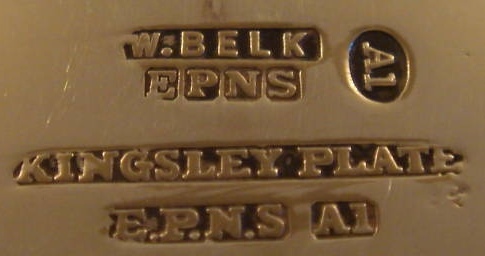 W. BELK
EPNS
A1
KINGSLEY PLATE
E.P.N.S A1